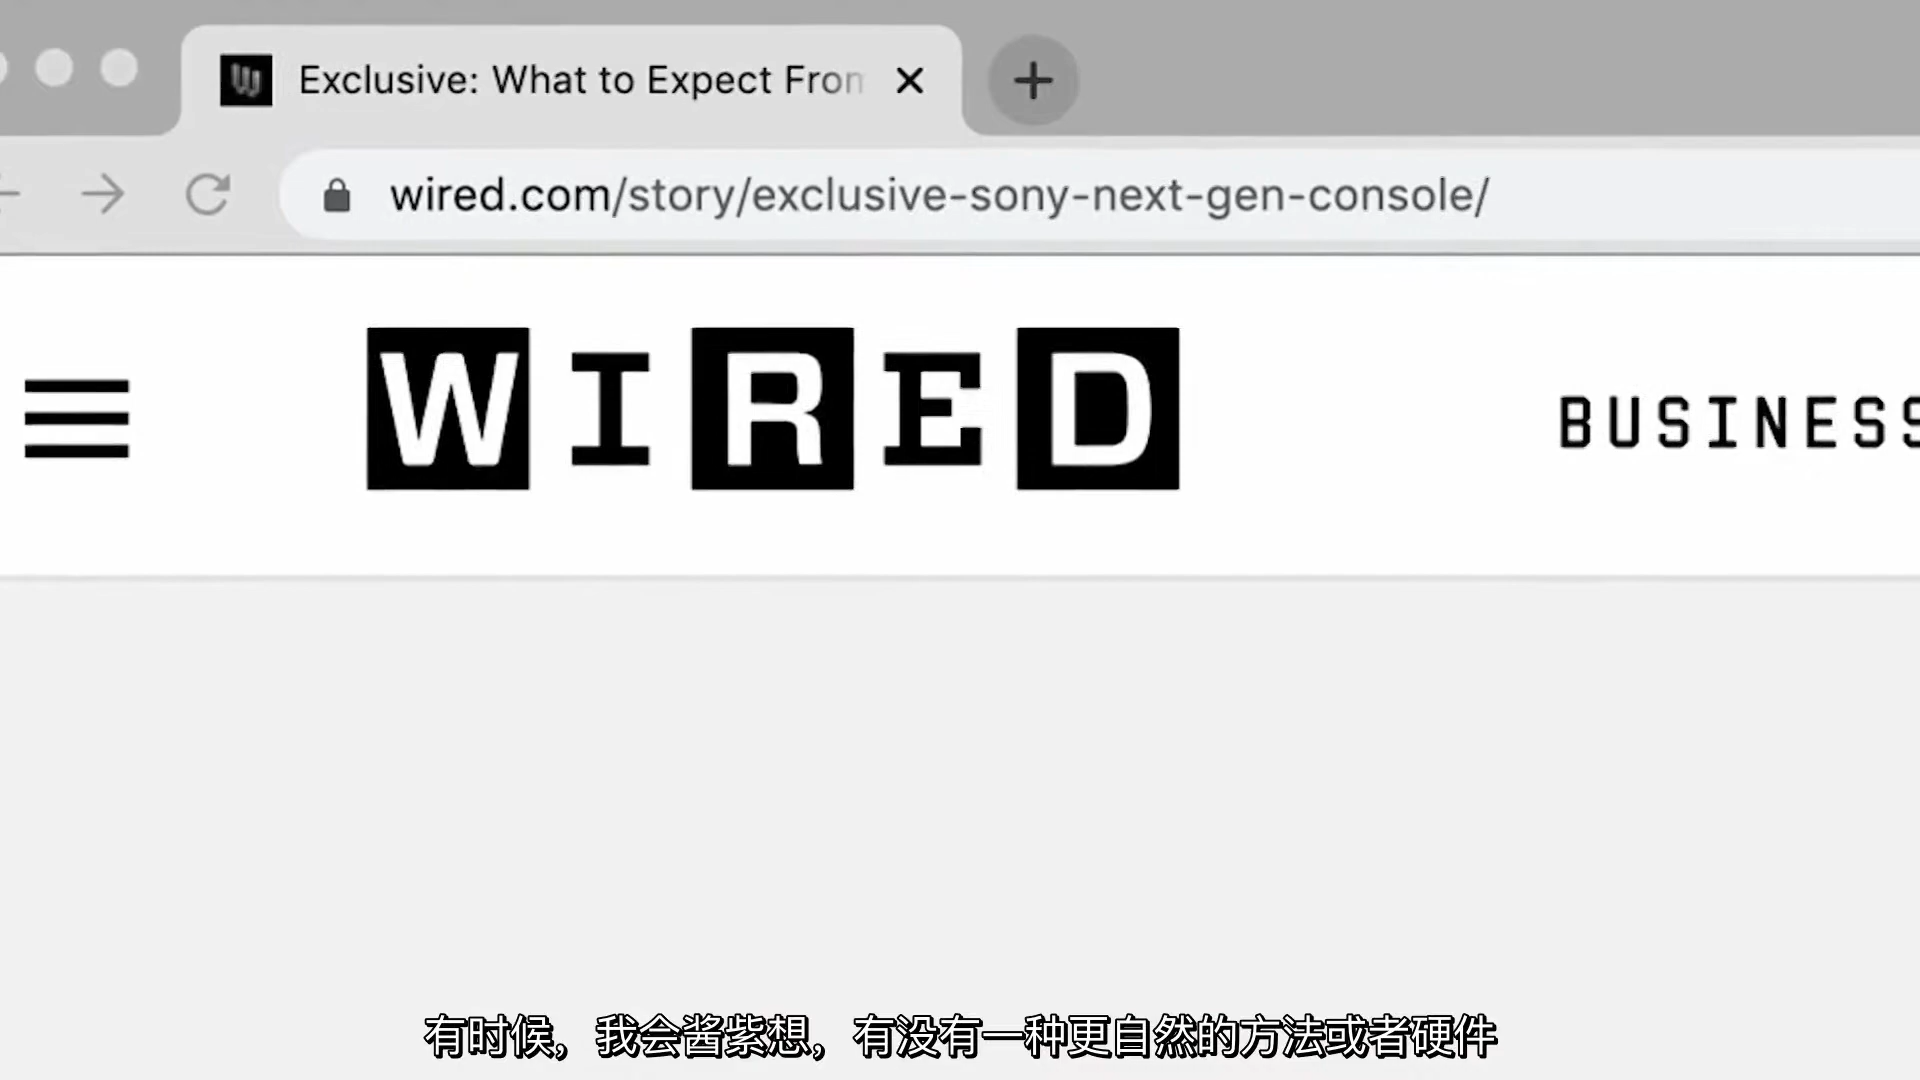 Exclusive: What to Expect From
wired.com/story/exclusive-sony-next-gen-console/
WIRED
BUSINESS
有时候，我会酱紫想，有没有一种更自然的方法或者硬件